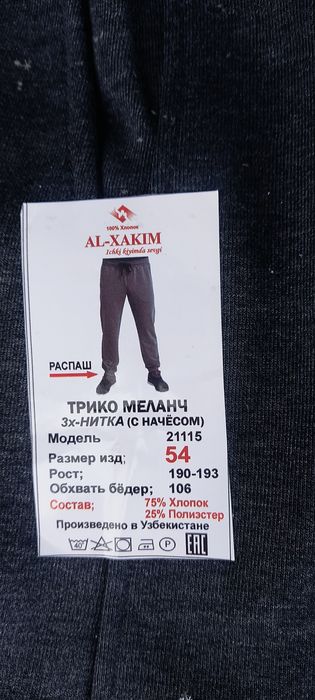 100% Хлопок
AL-XAKIM
Ichki kiyimda sevgi
РАСПАШ
ТРИКО МЕЛАНЧ
3х-НИТКА (С НАЧЁСОМ)
Модель 21115
Размер изд; 54
Рост; 190-193
Обхвать бёдер; 106
Состав; 75% Хлопок
25% Полиэстер
Произведено в Узбекистане
40° P EAC